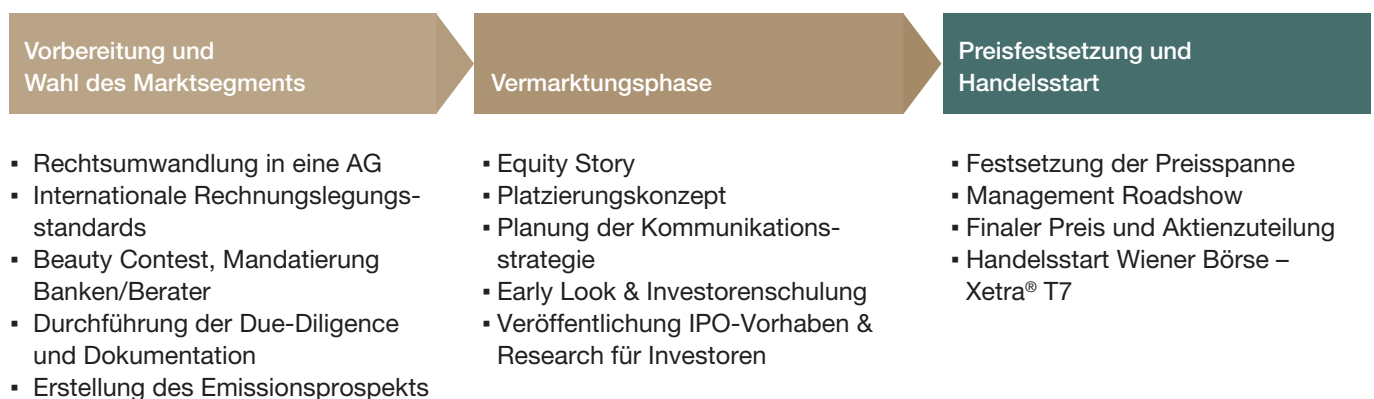 Vorbereitung und
Wahl des Marktsegments
▪ Rechtsumwandlung in eine AG
▪ Internationale Rechnungslegungs-
standards
▪ Beauty Contest, Mandatierung
Banken/Berater
▪ Durchführung der Due-Diligence
und Dokumentation
▪ Erstellung des Emissionsprospekts
Vermarktungsphase
▪ Equity Story
▪ Platzierungskonzept
▪ Planung der Kommunikations-
strategie
▪ Early Look & Investorenschulung
▪ Veröffentlichung IPO-Vorhaben &
Research für Investoren
Preisfestsetzung und
Handelsstart
▪ Festsetzung der Preisspanne
▪ Management Roadshow
▪ Finaler Preis und Aktienzuteilung
▪ Handelsstart Wiener Börse –
Xetra® T7